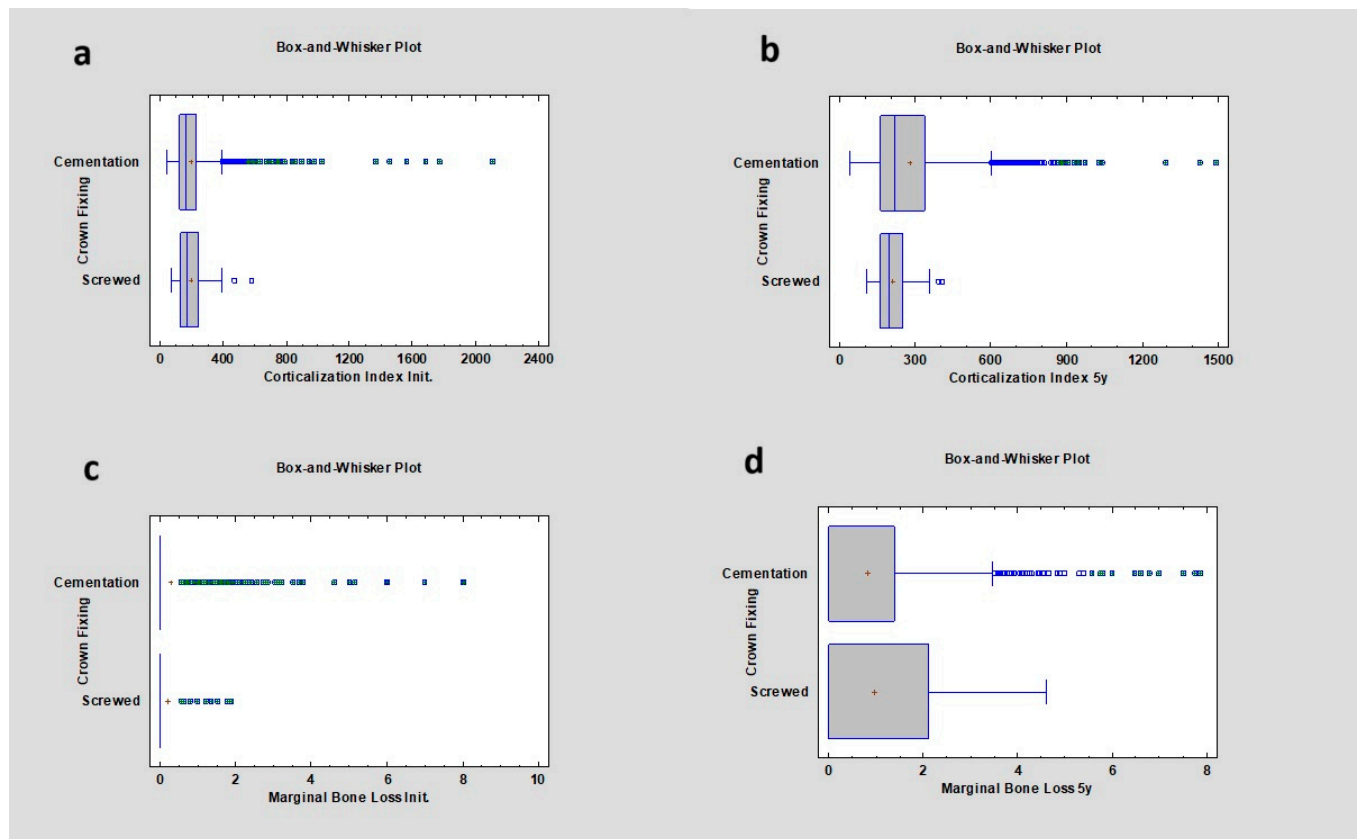 a
Box-and-Whisker Plot
Cementation
Crown Fixing
Screwed
0 400 800 1200 1600 2000 2400
Corticalization Index Init.
b
Box-and-Whisker Plot
Cementation
Crown Fixing
Screwed
0 300 600 900 1200 1500
Corticalization Index 5y
c
Box-and-Whisker Plot
Cementation
Crown Fixing
Screwed
0 2 4 6 8 10
Marginal Bone Loss Init.
d
Box-and-Whisker Plot
Cementation
Crown Fixing
Screwed
0 2 4 6 8
Marginal Bone Loss 5y